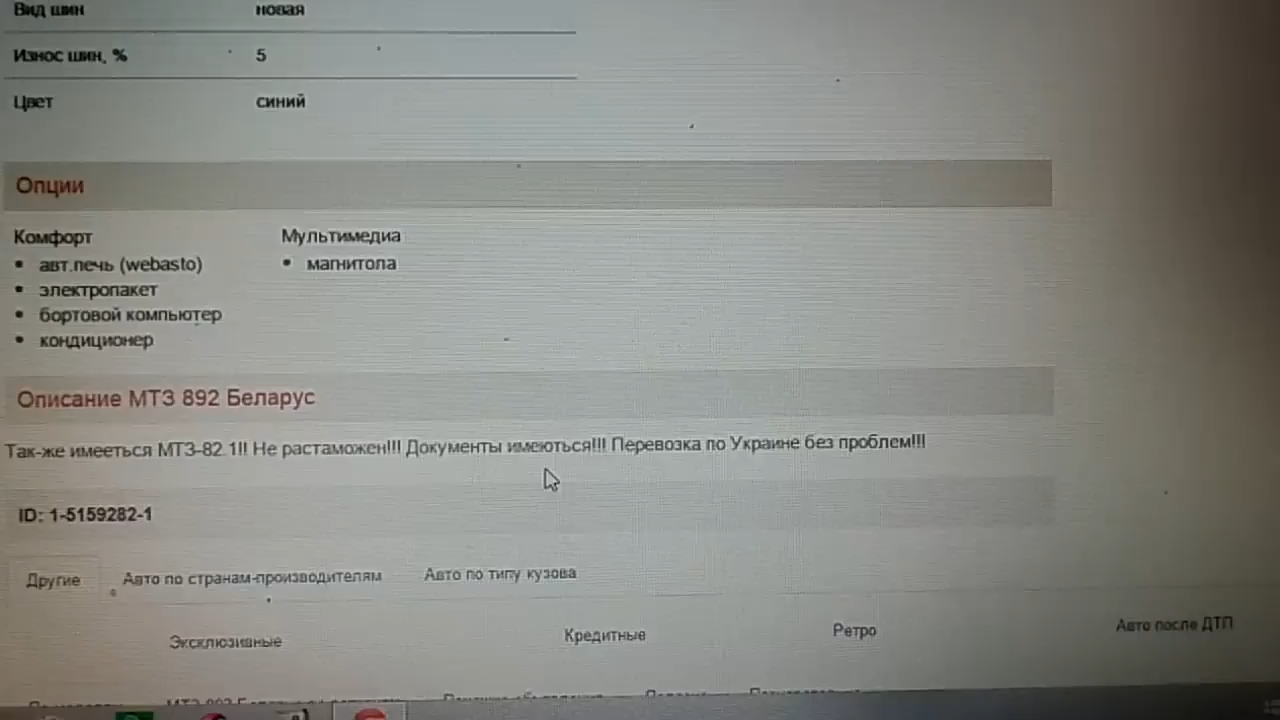 Вид шин новая
Износ шин, % 5
Цвет синий
Опции
Комфорт Мультимедиа
• авт.печь (webasto) • магнитола
• электропакет
• бортовой компьютер
• кондиционер
Описание МТЗ 892 Беларус
Так-же имееться МТЗ-82.1!! Не растаможен!!! Документы имеються!!! Перевозка по Украине без проблем!!!
ID: 1-5159282-1
Другие Авто по странам-производителям Авто по типу кузова
Эксклюзивные Кредитные Ретро Авто после ДТП